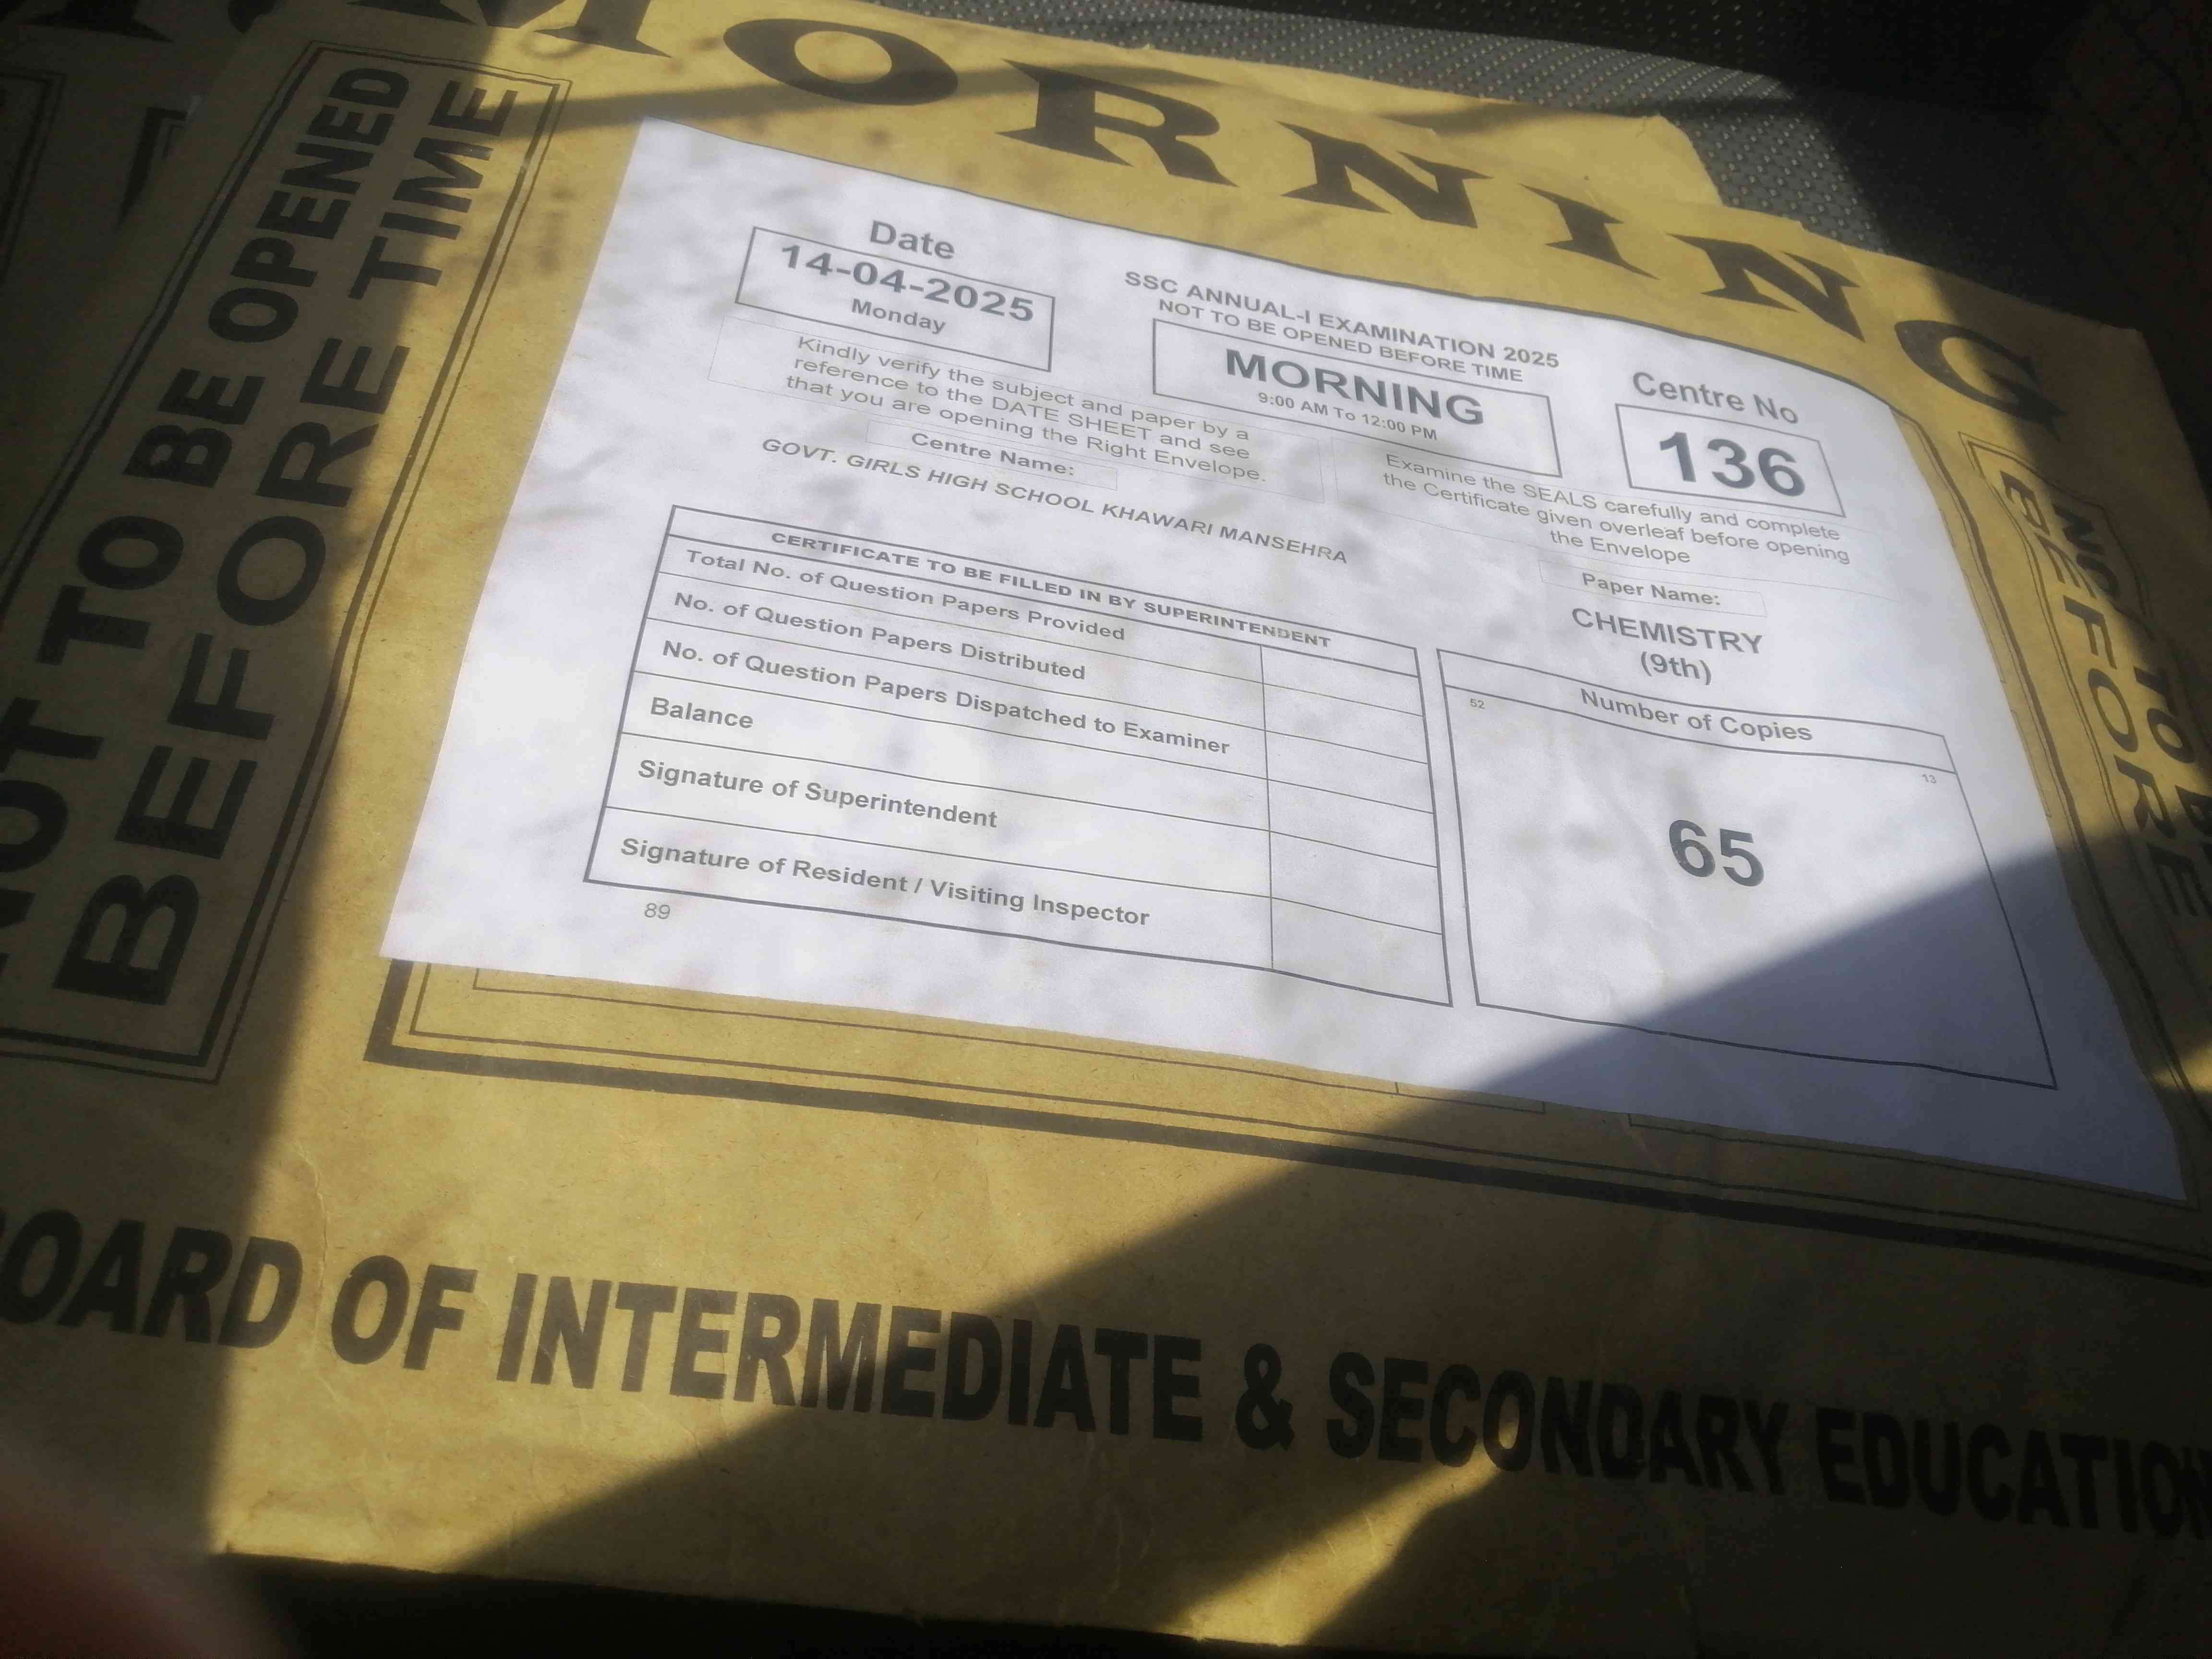 MORNING
NOT TO BE OPENED
BEFORE TIME
Date
14-04-2025
Monday
SSC ANNUAL-I EXAMINATION 2025
NOT TO BE OPENED BEFORE TIME
MORNING
9:00 AM To 12:00 PM
Centre No
136
Kindly verify the subject and paper by a
reference to the DATE SHEET and see
that you are opening the Right Envelope.
Examine the SEALS carefully and complete
the Certificate given overleaf before opening
the Envelope
Centre Name:
GOVT. GIRLS HIGH SCHOOL KHAWARI MANSEHRA
Paper Name:
CHEMISTRY
(9th)
CERTIFICATE TO BE FILLED IN BY SUPERINTENDENT
Total No. of Question Papers Provided
No. of Question Papers Distributed
No. of Question Papers Dispatched to Examiner
Balance
Signature of Superintendent
Signature of Resident / Visiting Inspector
89
Number of Copies
52
13
65
TO BE
BEFORE
OARD OF INTERMEDIATE & SECONDARY EDUCATION